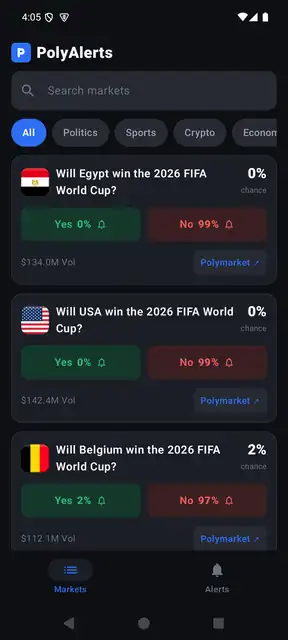 4:05
P PolyAlerts
Search markets
All Politics Sports Crypto Econom
Will Egypt win the 2026 FIFA
World Cup?
0%
chance
Yes 0% No 99%
$134.0M Vol Polymarket ↗
Will USA win the 2026 FIFA World
Cup?
0%
chance
Yes 0% No 99%
$142.4M Vol Polymarket ↗
Will Belgium win the 2026 FIFA
World Cup?
2%
chance
Yes 2% No 97%
$112.1M Vol Polymarket ↗
Markets Alerts